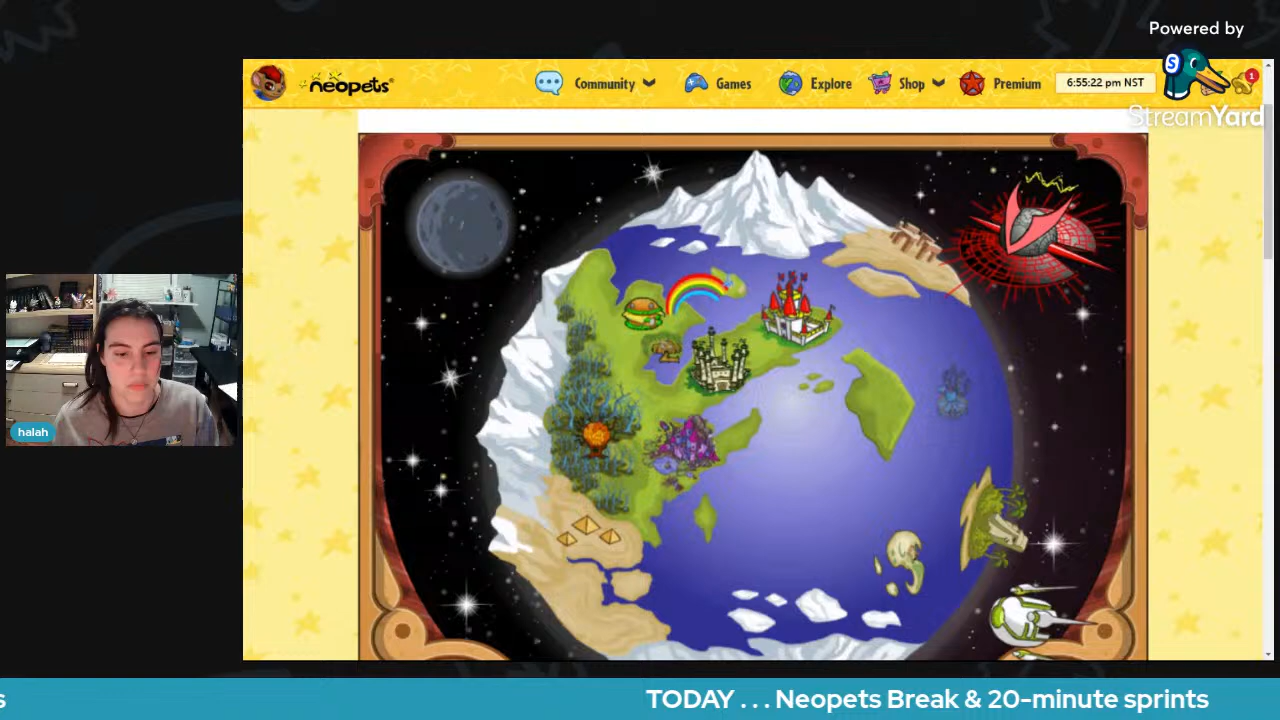 Powered by
StreamYard
neopets
Community
Games
Explore
Shop
Premium
6:55:22 pm NST
1
halah
s
TODAY . . . Neopets Break & 20-minute sprints